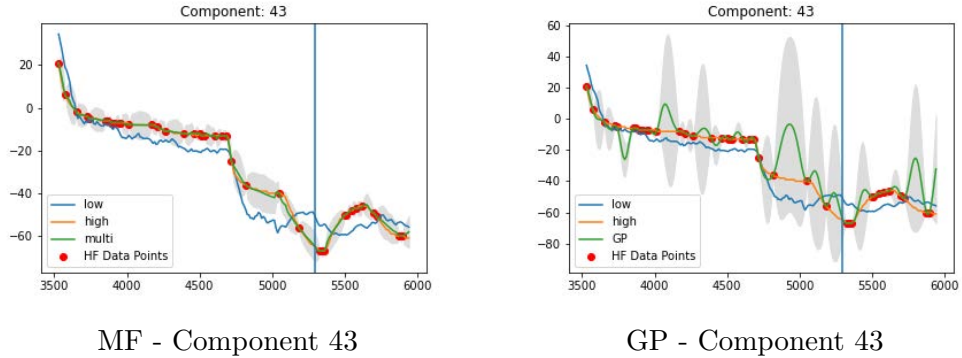 Component: 43
20
0
−20
−40
−60
low
high
multi
HF Data Points
3500 4000 4500 5000 5500 6000
MF - Component 43
Component: 43
60
40
20
0
−20
−40
−60
−80
low
high
GP
HF Data Points
3500 4000 4500 5000 5500 6000
GP - Component 43